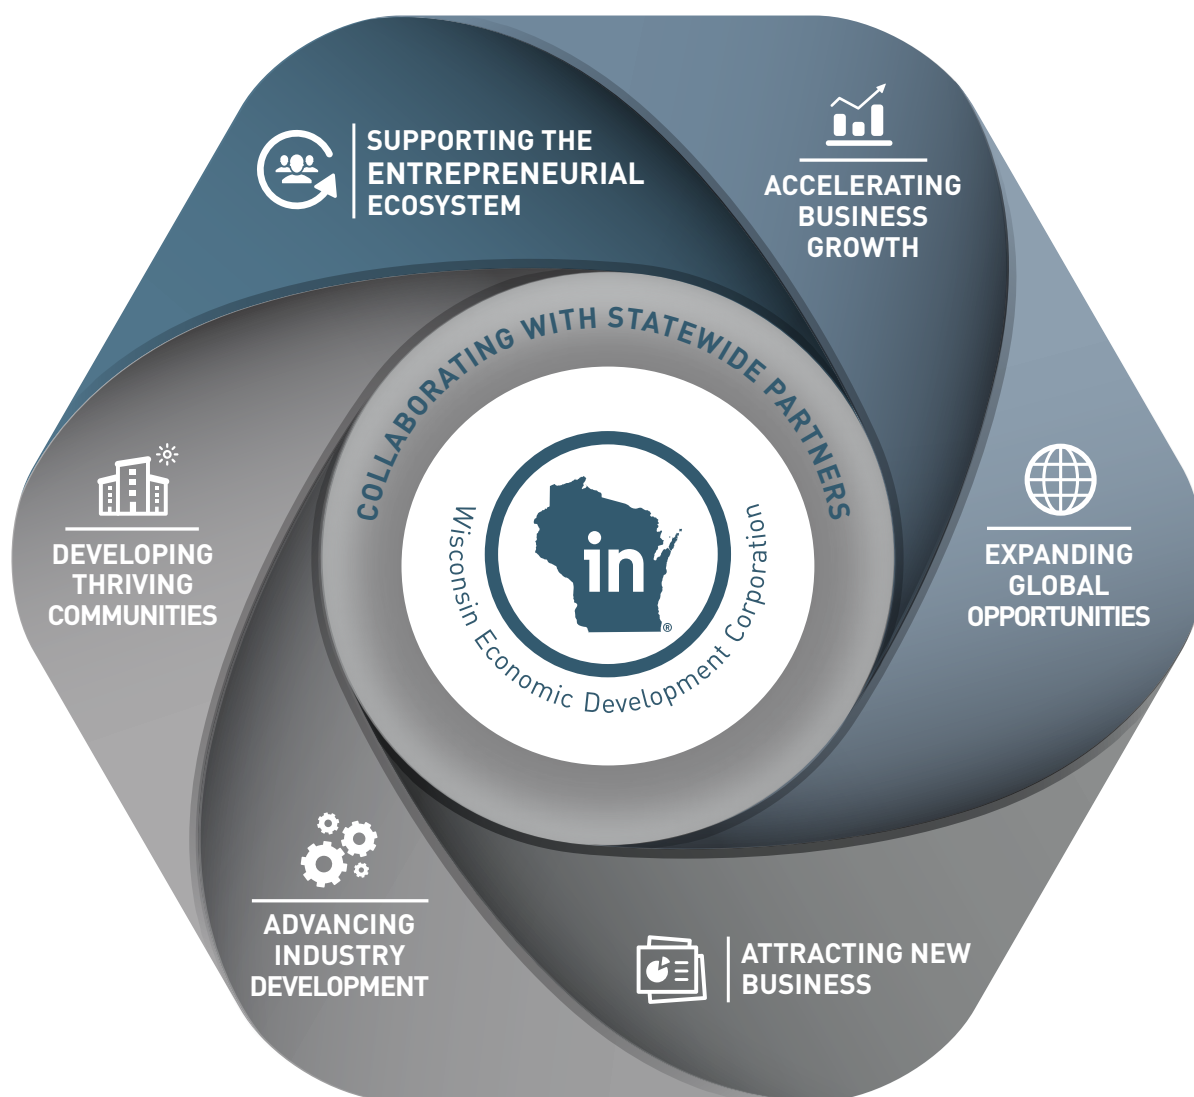 SUPPORTING THE
ENTREPRENEURIAL
ECOSYSTEM
ACCELERATING
BUSINESS
GROWTH
COLLABORATING WITH STATEWIDE PARTNERS
in
®
Wisconsin Economic Development Corporation
DEVELOPING
THRIVING
COMMUNITIES
EXPANDING
GLOBAL
OPPORTUNITIES
ADVANCING
INDUSTRY
DEVELOPMENT
ATTRACTING NEW
BUSINESS